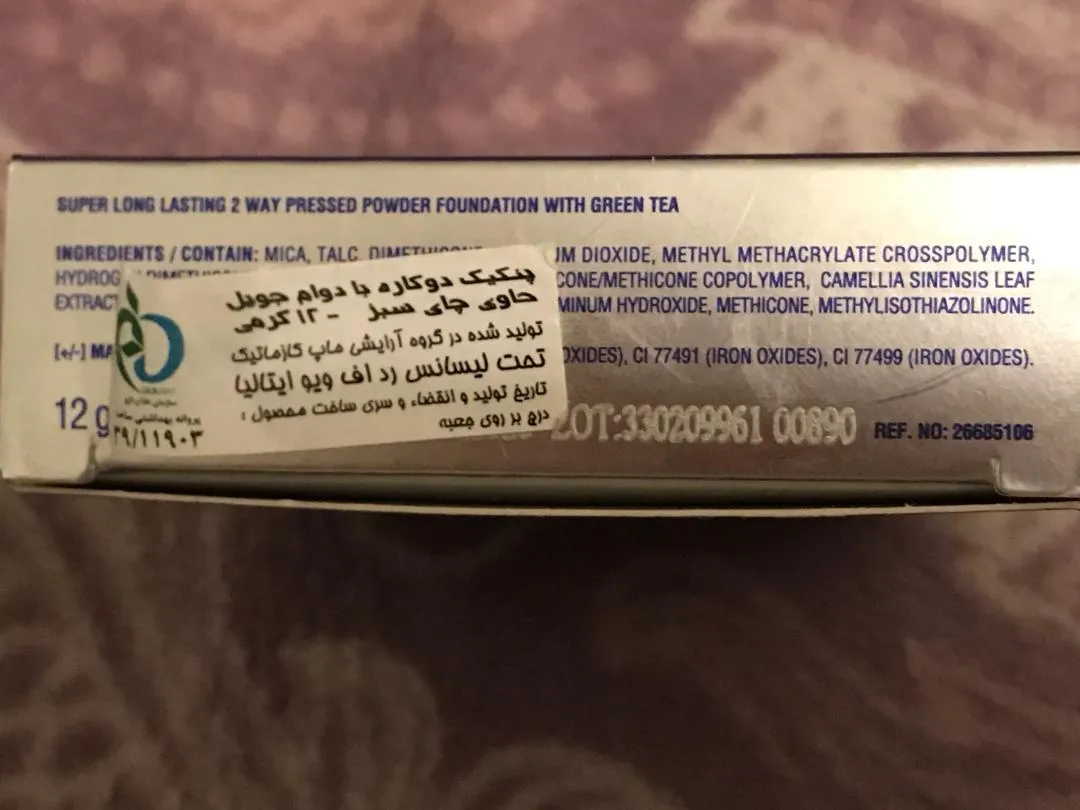 SUPER LONG LASTING 2 WAY PRESSED POWDER FOUNDATION WITH GREEN TEA
INGREDIENTS / CONTAIN: MICA, TALC, DIMETHICONE UM DIOXIDE, METHYL METHACRYLATE CROSSPOLYMER,
HYDROG CONE/METHICONE COPOLYMER, CAMELLIA SINENSIS LEAF
EXTRACT MINUM HYDROXIDE, METHICONE, METHYLISOTHIAZOLINONE.
[+/-] MA OXIDES), CI 77491 (IRON OXIDES), CI 77499 (IRON OXIDES).
12 g
LOT:330209961 00890
REF. NO: 26685106
پنکیک دوکاره با دوام جویل
حاوی چای سبز - ۱۲ گرمی
تولید شده در گروه آرایشی ماپ کازماتیک
تحت لیسانس رد اف ویو ایتالیا
تاریخ تولید و انقضاء و سری ساخت محصول :
درج بر روی جعبه
پروانه بهداشتی ساخت
۳۹/۱۱۹۰۳